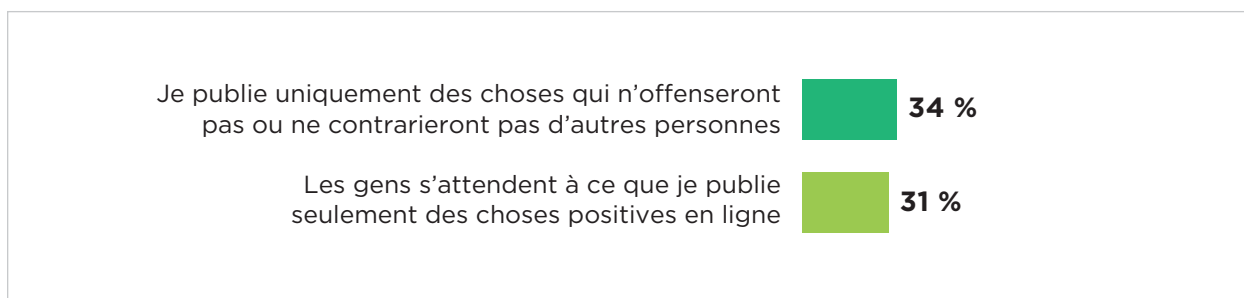 Je publie uniquement des choses qui n’offenseront
pas ou ne contrarieront pas d’autres personnes
34 %
Les gens s’attendent à ce que je publie
seulement des choses positives en ligne
31 %